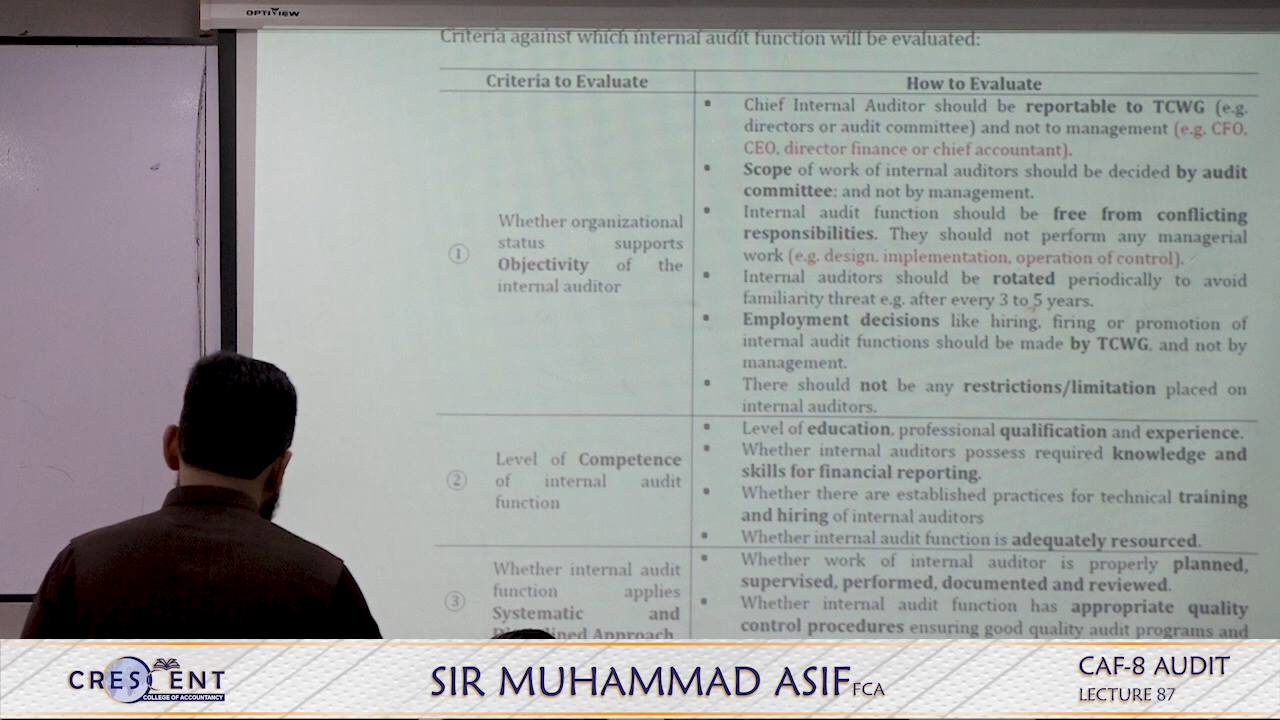 OPTIVIEW
Criteria against which internal audit function will be evaluated:
Criteria to Evaluate
How to Evaluate
①
Whether organizational
status supports
Objectivity of the
internal auditor
▪ Chief Internal Auditor should be reportable to TCWG (e.g.
directors or audit committee) and not to management (e.g. CFO,
CEO, director finance or chief accountant).
▪ Scope of work of internal auditors should be decided by audit
committee; and not by management.
▪ Internal audit function should be free from conflicting
responsibilities. They should not perform any managerial
work (e.g. design, implementation, operation of control).
▪ Internal auditors should be rotated periodically to avoid
familiarity threat e.g. after every 3 to 5 years.
▪ Employment decisions like hiring, firing or promotion of
internal audit functions should be made by TCWG, and not by
management.
▪ There should not be any restrictions/limitation placed on
internal auditors.
②
Level of Competence
of internal audit
function
▪ Level of education, professional qualification and experience.
▪ Whether internal auditors possess required knowledge and
skills for financial reporting.
▪ Whether there are established practices for technical training
and hiring of internal auditors
▪ Whether internal audit function is adequately resourced.
③
Whether internal audit
function applies
Systematic and
Approach
▪ Whether work of internal auditor is properly planned,
supervised, performed, documented and reviewed.
▪ Whether internal audit function has appropriate quality
control procedures ensuring good quality audit programs and
CRESCENT
COLLEGE OF ACCOUNTANCY
SIR MUHAMMAD ASIF FCA
CAF-8 AUDIT
LECTURE 87